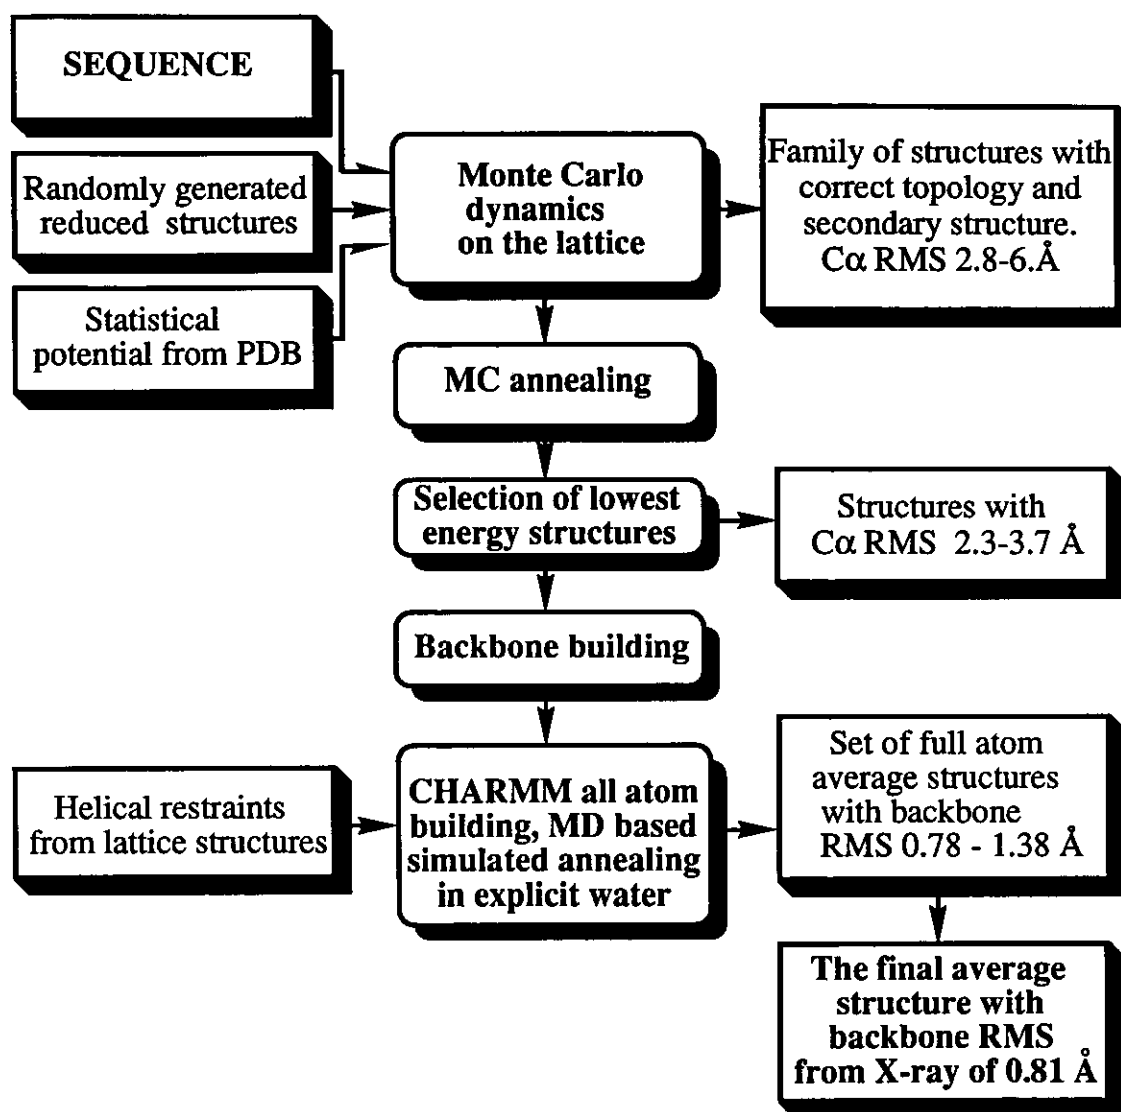 SEQUENCE
Randomly generated
reduced structures
Statistical
potential from PDB
Monte Carlo
dynamics
on the lattice
Family of structures with
correct topology and
secondary structure.
Cα RMS 2.8-6.Å
MC annealing
Selection of lowest
energy structures
Structures with
Cα RMS 2.3-3.7 Å
Backbone building
Helical restraints
from lattice structures
CHARMM all atom
building, MD based
simulated annealing
in explicit water
Set of full atom
average structures
with backbone
RMS 0.78 - 1.38 Å
The final average
structure with
backbone RMS
from X-ray of 0.81 Å